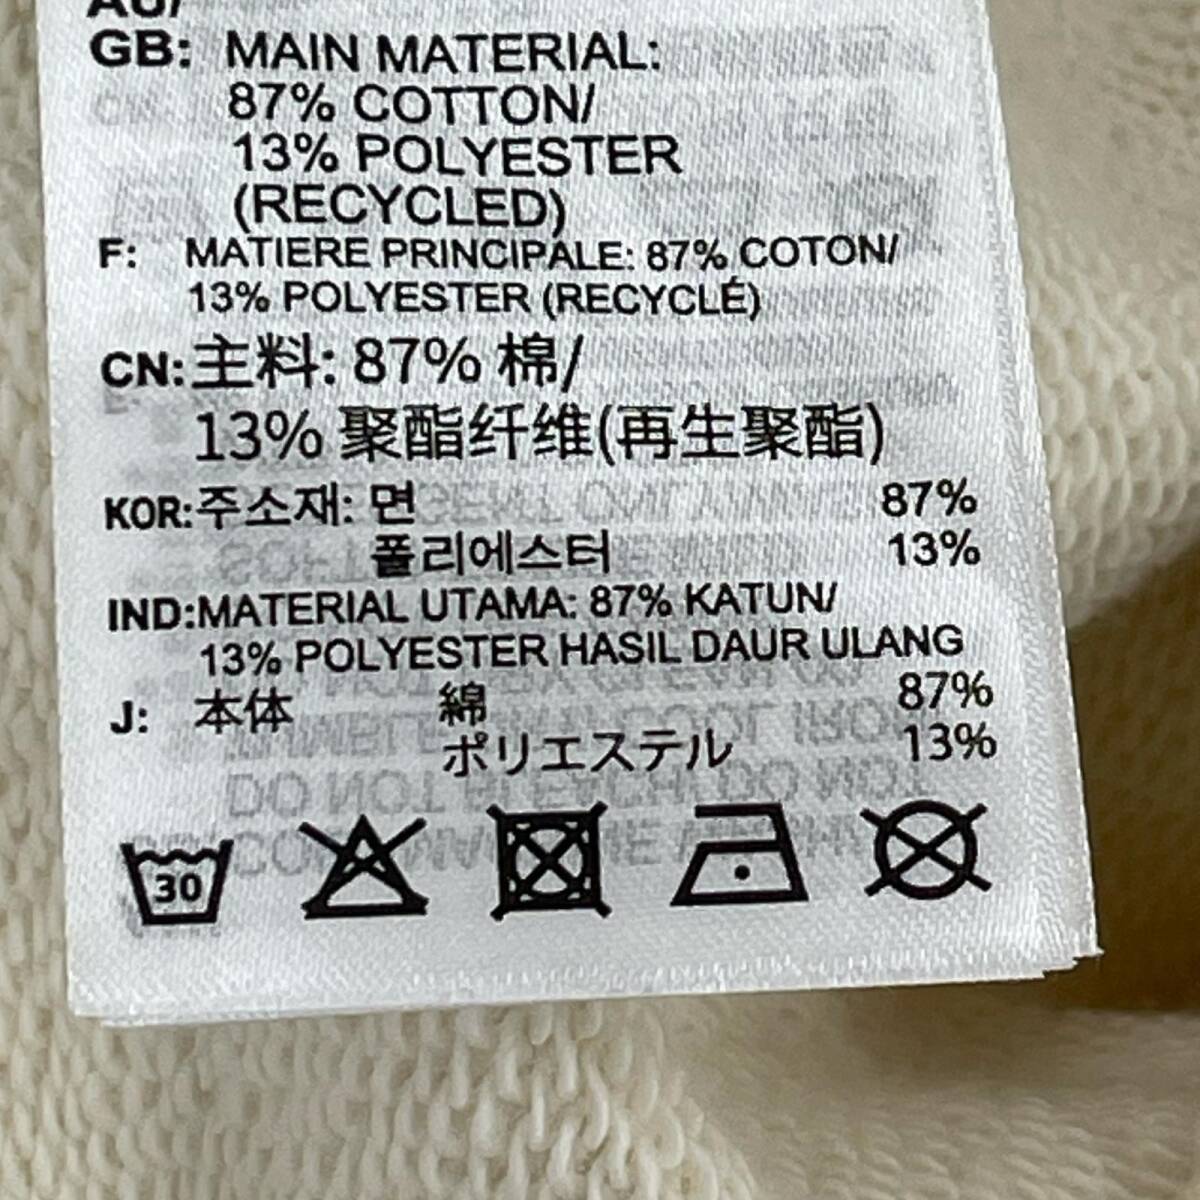 AU/
GB: MAIN MATERIAL:
87% COTTON/
13% POLYESTER
(RECYCLED)
F: MATIERE PRINCIPALE: 87% COTON/
13% POLYESTER (RECYCLÉ)
CN:主料: 87% 棉/
13% 聚酯纤维(再生聚酯)
KOR:주소재: 면 87%
폴리에스터 13%
IND:MATERIAL UTAMA: 87% KATUN/
13% POLYESTER HASIL DAUR ULANG
J: 本体 綿 87%
ポリエステル 13%
30